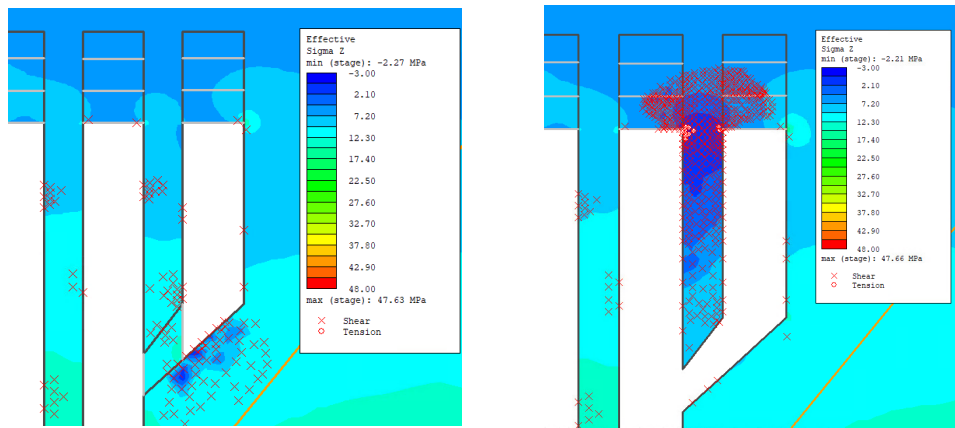 Effective
Sigma Z
min (stage): -2.27 MPa
-3.00
2.10
7.20
12.30
17.40
22.50
27.60
32.70
37.80
42.90
48.00
max (stage): 47.63 MPa
Shear
Tension
Effective
Sigma Z
min (stage): -2.21 MPa
-3.00
2.10
7.20
12.30
17.40
22.50
27.60
32.70
37.80
42.90
48.00
max (stage): 47.66 MPa
Shear
Tension